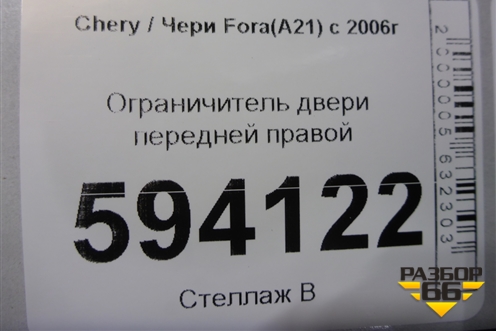 Chery / Чери Fora(A21) с 2006г
Ограничитель двери
передней правой
594122
Стеллаж В
2000005632303
РАЗБОР
66